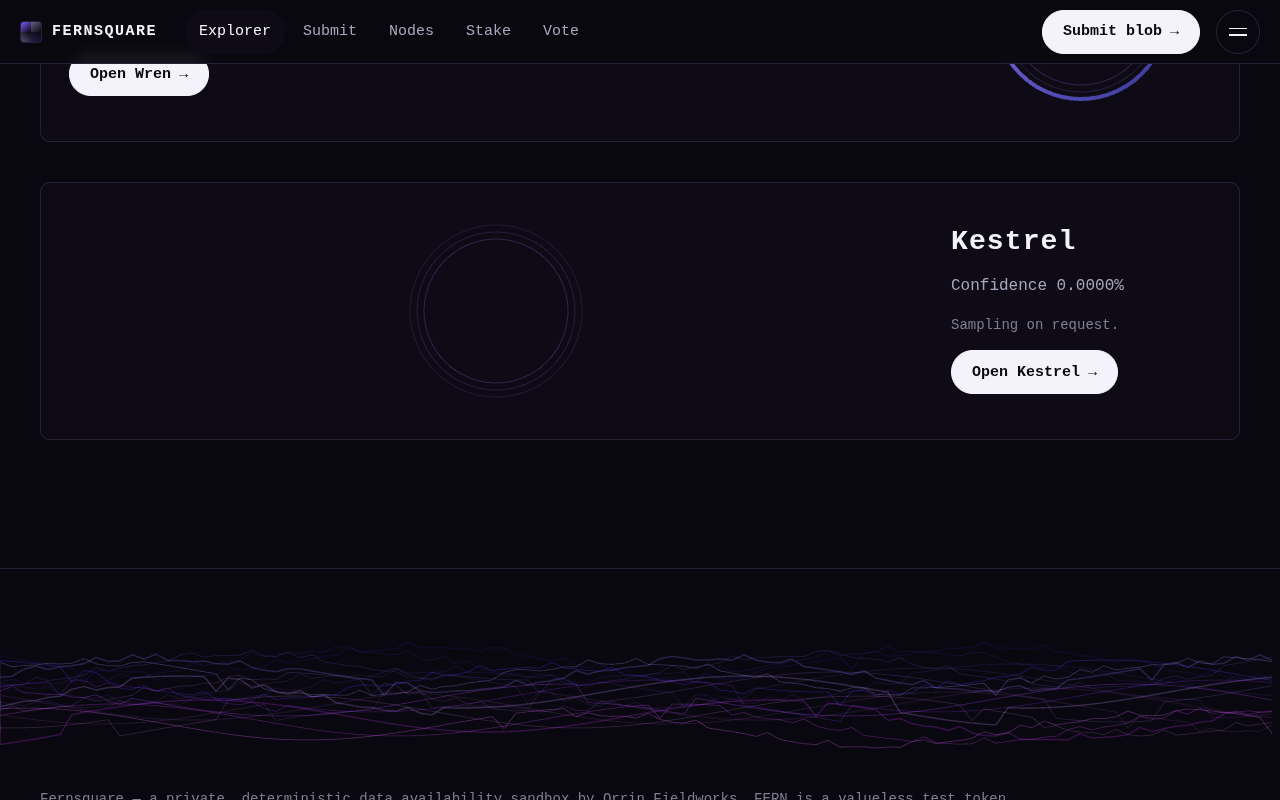 FERNSQUARE Explorer Submit Nodes Stake Vote Submit blob →
Open Wren →
Kestrel
Confidence 0.0000%
Sampling on request.
Open Kestrel →
Fernsquare — a private, deterministic data availability sandbox by Orrin Fieldworks. FERN is a valueless test token